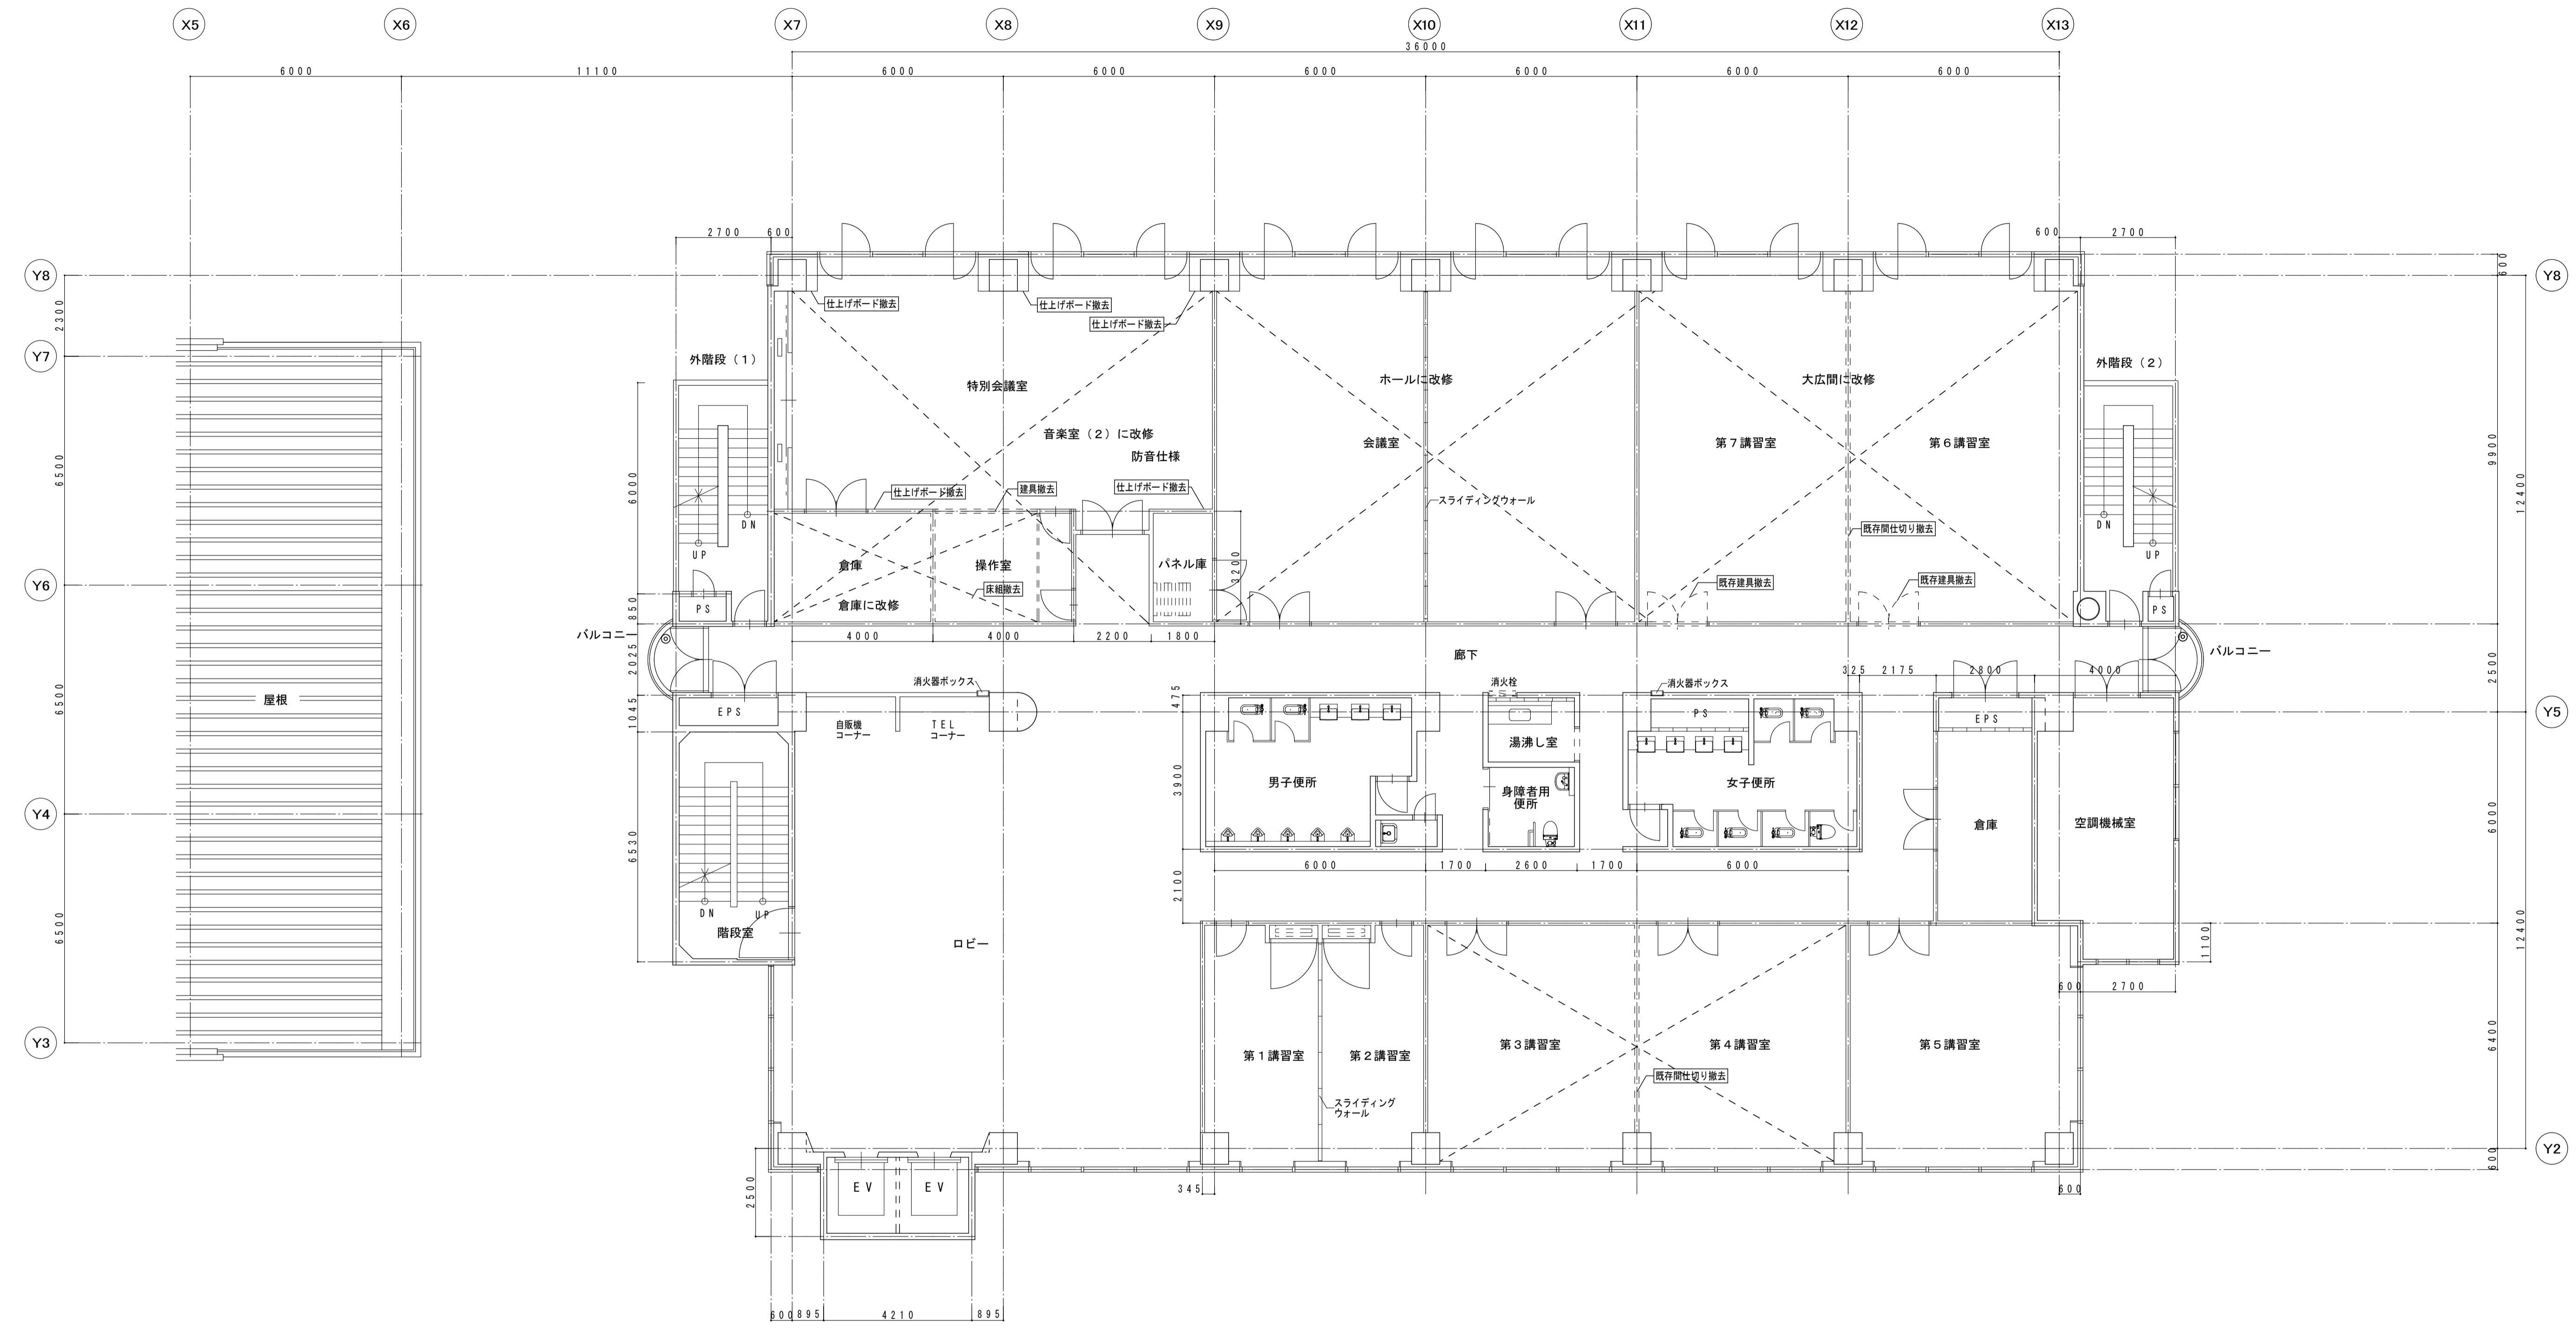 X5
X6
X7
X8
X9
X10
X11
X12
X13
36000
6000
11100
6000
6000
6000
6000
6000
6000
2700
600
600
2700
Y8
Y8
600
2300
仕上げボード撤去
仕上げボード撤去
仕上げボード撤去
Y7
外階段（1）
外階段（2）
特別会議室
ホールに改修
大広間に改修
音楽室（2）に改修
防音仕様
会議室
第7講習室
第6講習室
9900
12400
6500
6000
仕上げボード撤去
建具撤去
仕上げボード撤去
スライディングウォール
既存間仕切り撤去
DN
UP
DN
UP
倉庫
操作室
パネル庫
3200
床組撤去
既存建具撤去
既存建具撤去
Y6
倉庫に改修
PS
PS
850
バルコニー
4000
4000
2200
1800
廊下
バルコニー
2025
325
2175
2800
4000
2500
消火器ボックス
消火栓
消火器ボックス
屋根
6500
475
1045
EPS
自販機
コーナー
TEL
コーナー
PS
EPS
Y5
湯沸し室
男子便所
女子便所
3900
身障者用
便所
Y4
倉庫
空調機械室
6000
6530
6000
1700
2600
1700
6000
2100
DN
UP
階段室
ロビー
6500
12400
1100
600
2700
Y3
第1講習室
第2講習室
第3講習室
第4講習室
第5講習室
6400
既存間仕切り撤去
スライディング
ウォール
Y2
600
2500
EV
EV
345
600
600
895
4210
895